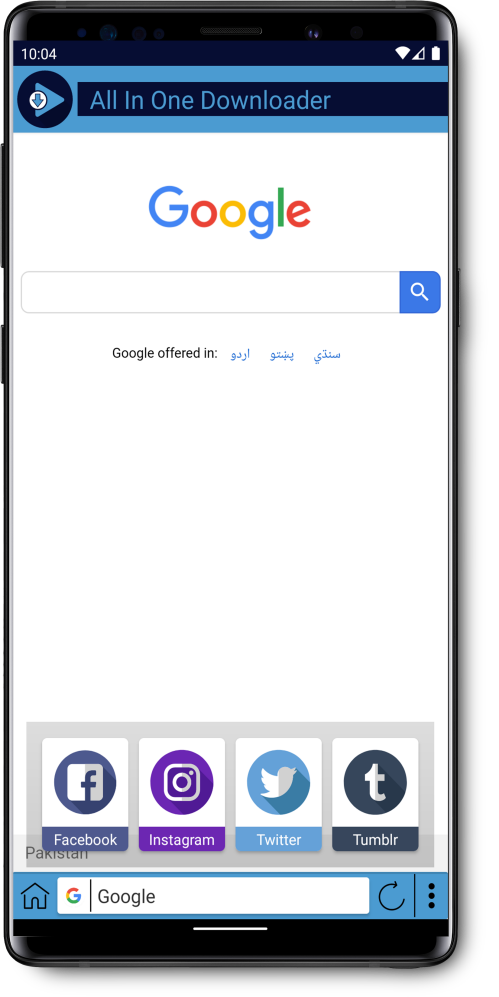 10:04
All In One Downloader
Google
Google offered in: اردو پښتو سنڌي
Facebook Instagram Twitter Tumblr
Pakistan
Google